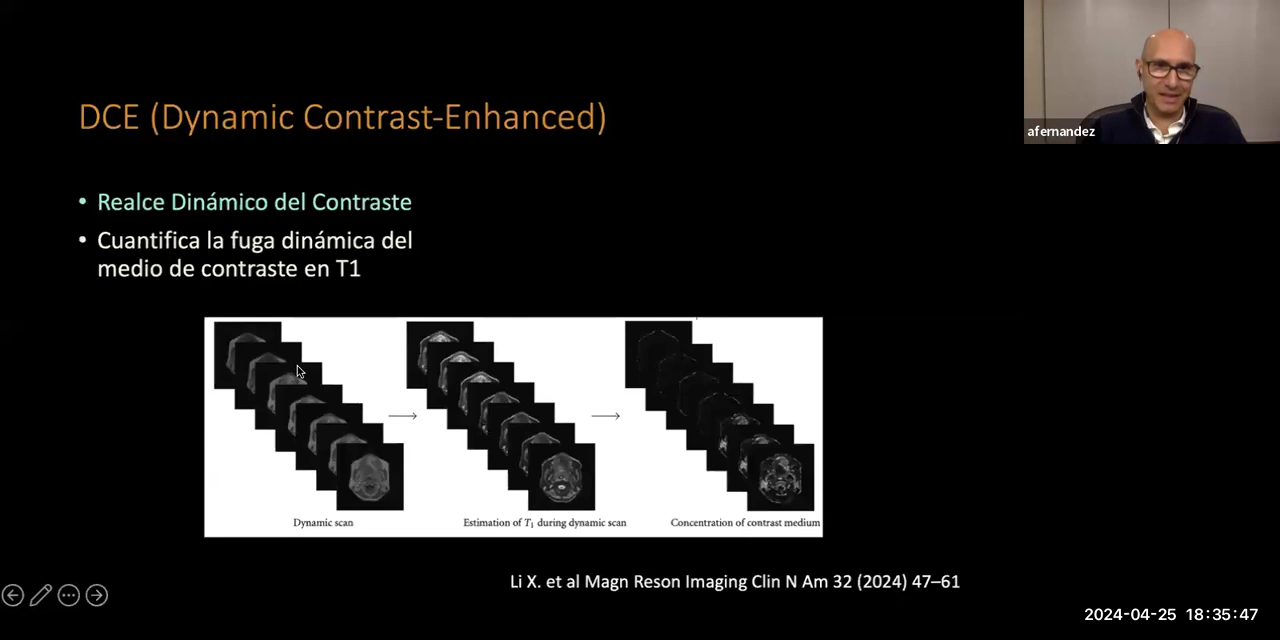 DCE (Dynamic Contrast-Enhanced)
afernandez
• Realce Dinámico del Contraste
• Cuantifica la fuga dinámica del
medio de contraste en T1
Dynamic scan
Estimation of T1 during dynamic scan
Concentration of contrast medium
Li X. et al Magn Reson Imaging Clin N Am 32 (2024) 47–61
2024-04-25 18:35:47